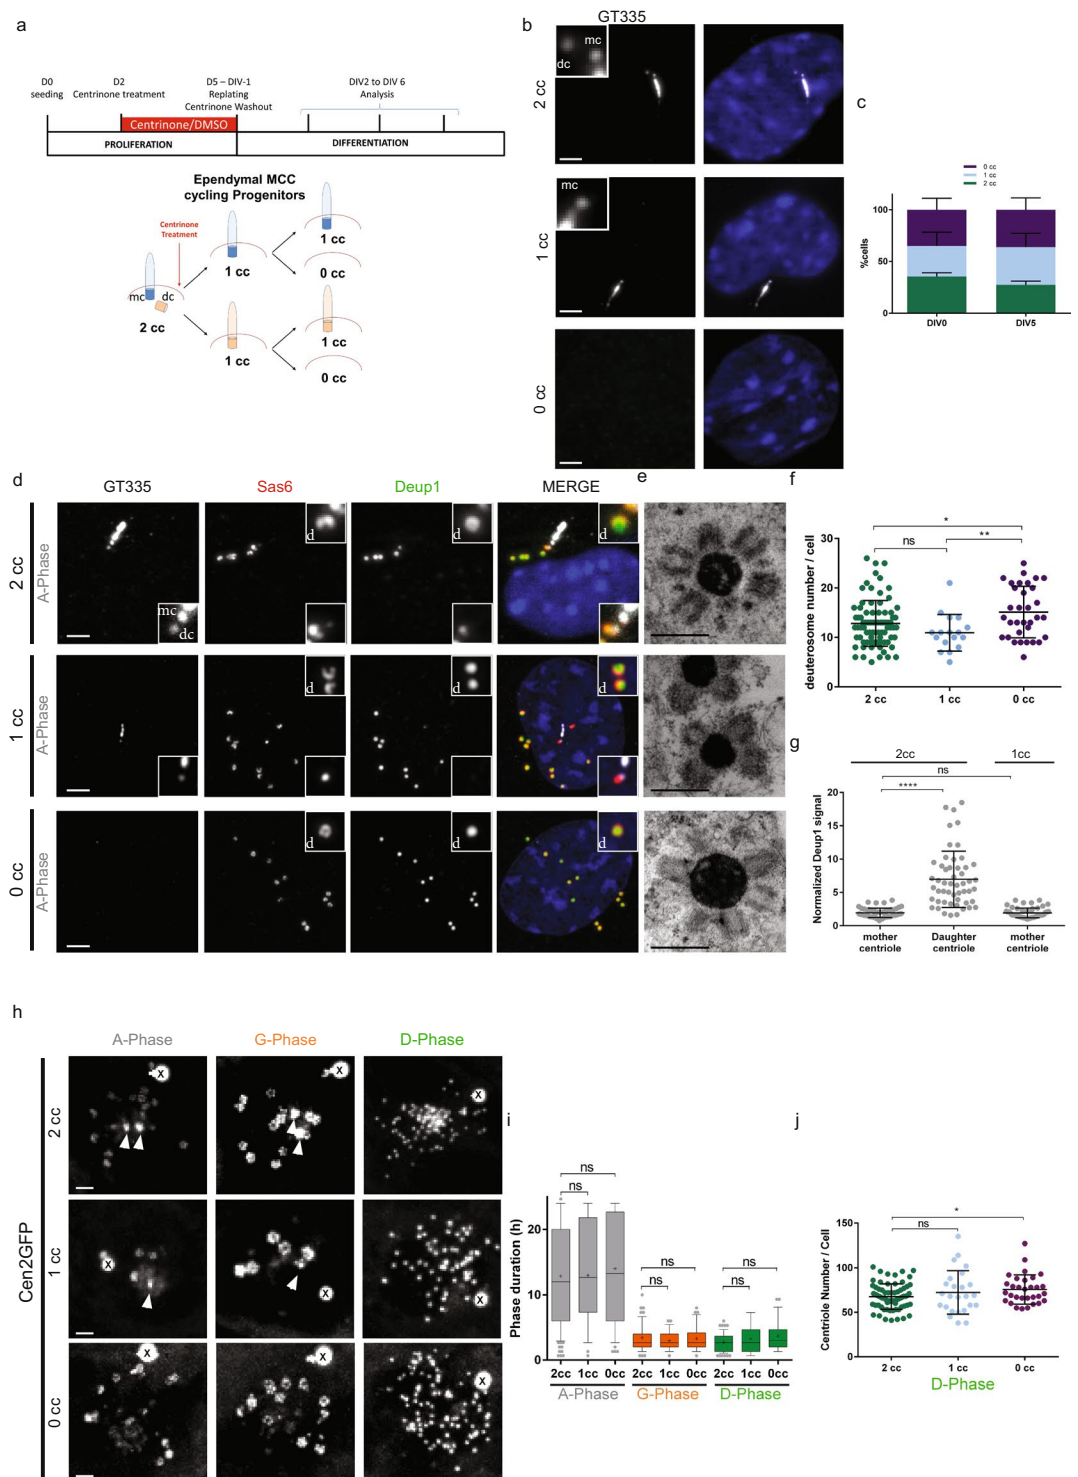 a
D0
seeding
D2
Centrinone treatment
D5 – DIV-1
Replating
Centrinone Washout
DIV2 to DIV 6
Analysis
Centrinone/DMSO
PROLIFERATION
DIFFERENTIATION
Ependymal MCC
cycling Progenitors
Centrinone
Treatment
mc
dc
2 cc
1 cc
1 cc
1 cc
0 cc
1 cc
0 cc
b
GT335
mc
dc
2 cc
mc
1 cc
0 cc
c
0 cc
1 cc
2 cc
%cells
100
50
0
DIV0
DIV5
d
GT335
Sas6
Deup1
MERGE
e
2 cc
A-Phase
mc
dc
d
d
d
1 cc
A-Phase
d
d
d
0 cc
A-Phase
d
d
d
f
deuterosome number / cell
30
20
10
0
ns
*
**
2 cc
1 cc
0 cc
g
2cc
1cc
ns
****
Normalized Deup1 signal
20
15
10
5
0
mother
centriole
Daughter
centriole
mother
centriole
h
A-Phase
G-Phase
D-Phase
Cen2GFP
2 cc
X
X
X
1 cc
X
X
X
0 cc
X
X
X
i
Phase duration (h)
20
10
0
ns
ns
ns
ns
ns
ns
2cc 1cc 0cc
2cc 1cc 0cc
2cc 1cc 0cc
A-Phase
G-Phase
D-Phase
j
Centriole Number / Cell
150
100
50
0
*
ns
2 cc
1 cc
0 cc
D-Phase